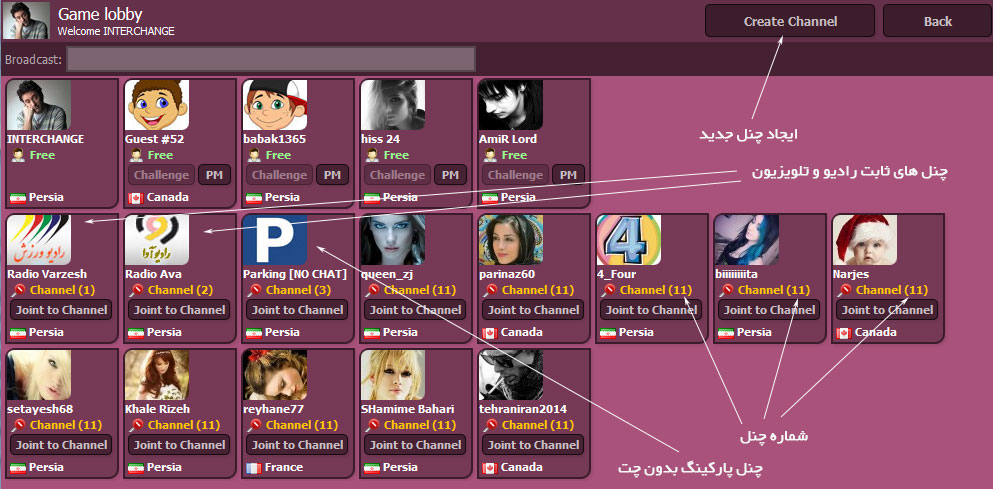 Game lobby
Welcome INTERCHANGE
Create Channel
Back
Broadcast:
ایجاد چنل جدید
چنل های ثابت رادیو و تلویزیون
INTERCHANGE
Free
Persia
Guest #52
Free
Challenge PM
Canada
babak1365
Free
Challenge PM
Persia
hiss 24
Free
Challenge PM
Persia
AmiR Lord
Free
Challenge PM
Persia
رادیو ورزش
Radio Varzesh
Channel (1)
Joint to Channel
Persia
رادیو آوا
Radio Ava
Channel (2)
Joint to Channel
Persia
P
Parking [NO CHAT]
Channel (3)
Joint to Channel
Persia
queen_zj
Channel (11)
Joint to Channel
Persia
parinaz60
Channel (11)
Joint to Channel
Canada
4
4_Four
Channel (11)
Joint to Channel
Persia
Channel (11)
Joint to Channel
Persia
Narjes
Channel (11)
Joint to Channel
Canada
setayesh68
Channel (11)
Joint to Channel
Persia
Khale Rizeh
Channel (11)
Joint to Channel
Persia
reyhane77
Channel (11)
Joint to Channel
France
SHamime Bahari
Channel (11)
Joint to Channel
Persia
tehraniran2014
Channel (11)
Joint to Channel
Canada
شماره چنل
چنل پارکینگ بدون چت